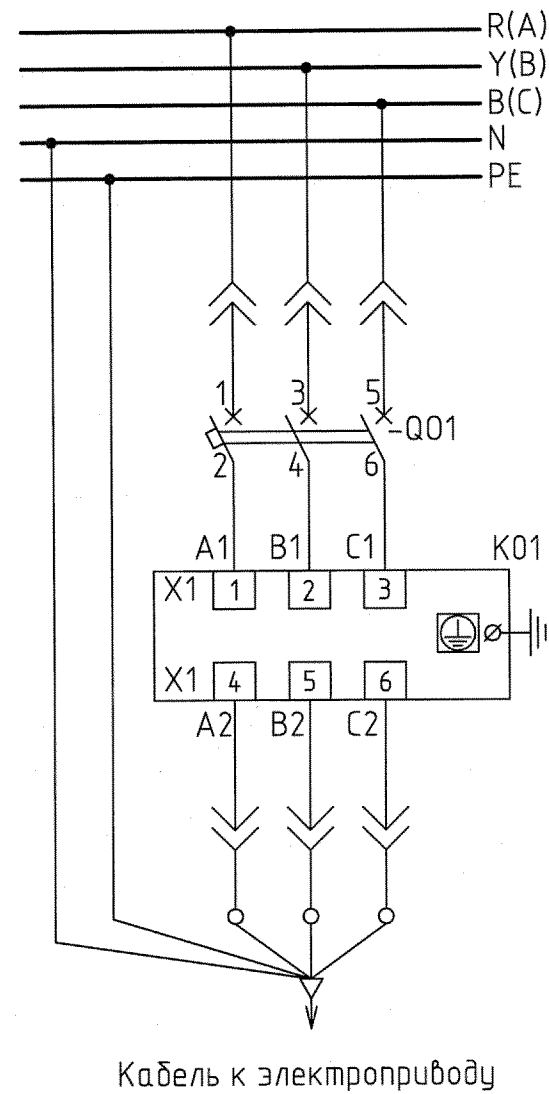 R(A)
Y(B)
B(C)
N
PE
1 3 5
-Q01
2 4 6
A1 B1 C1 K01
X1 1 2 3
X1 4 5 6
A2 B2 C2
Кабель к электроприводу